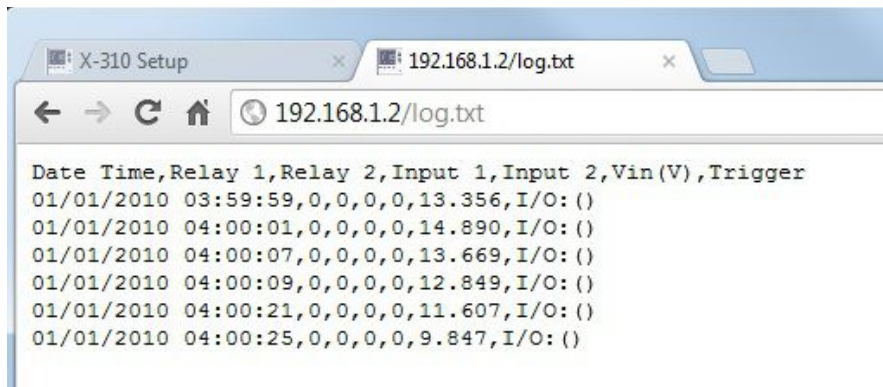 X-310 Setup
192.168.1.2/log.txt
192.168.1.2/log.txt
Date Time,Relay 1,Relay 2,Input 1,Input 2,Vin(V),Trigger
01/01/2010 03:59:59,0,0,0,0,13.356,I/O:()
01/01/2010 04:00:01,0,0,0,0,14.890,I/O:()
01/01/2010 04:00:07,0,0,0,0,13.669,I/O:()
01/01/2010 04:00:09,0,0,0,0,12.849,I/O:()
01/01/2010 04:00:21,0,0,0,0,11.607,I/O:()
01/01/2010 04:00:25,0,0,0,0,9.847,I/O:()